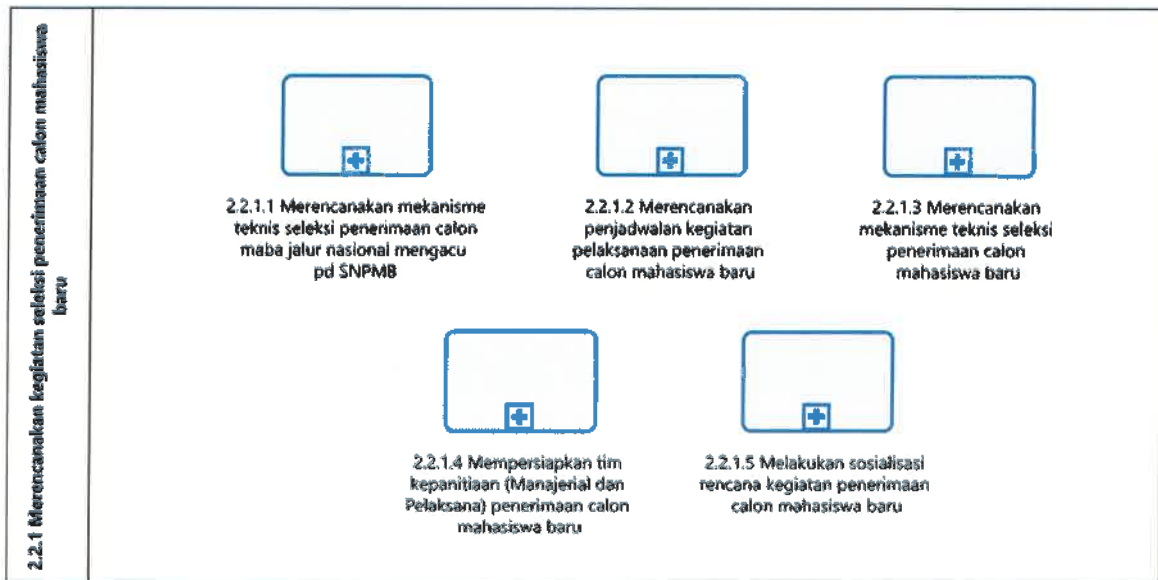 2.2.1 Merencanakan kegiatan seleksi penerimaan calon mahasiswa
baru
2.2.1.1 Merencanakan mekanisme
teknis seleksi penerimaan calon
maba jalur nasional mengacu
pd SNPMB
2.2.1.2 Merencanakan
penjadwalan kegiatan
pelaksanaan penerimaan
calon mahasiswa baru
2.2.1.3 Merencanakan
mekanisme teknis seleksi
penerimaan calon
mahasiswa baru
2.2.1.4 Mempersiapkan tim
kepanitiaan (Manajerial dan
Pelaksana) penerimaan calon
mahasiswa baru
2.2.1.5 Melakukan sosialisasi
rencana kegiatan penerimaan
calon mahasiswa baru